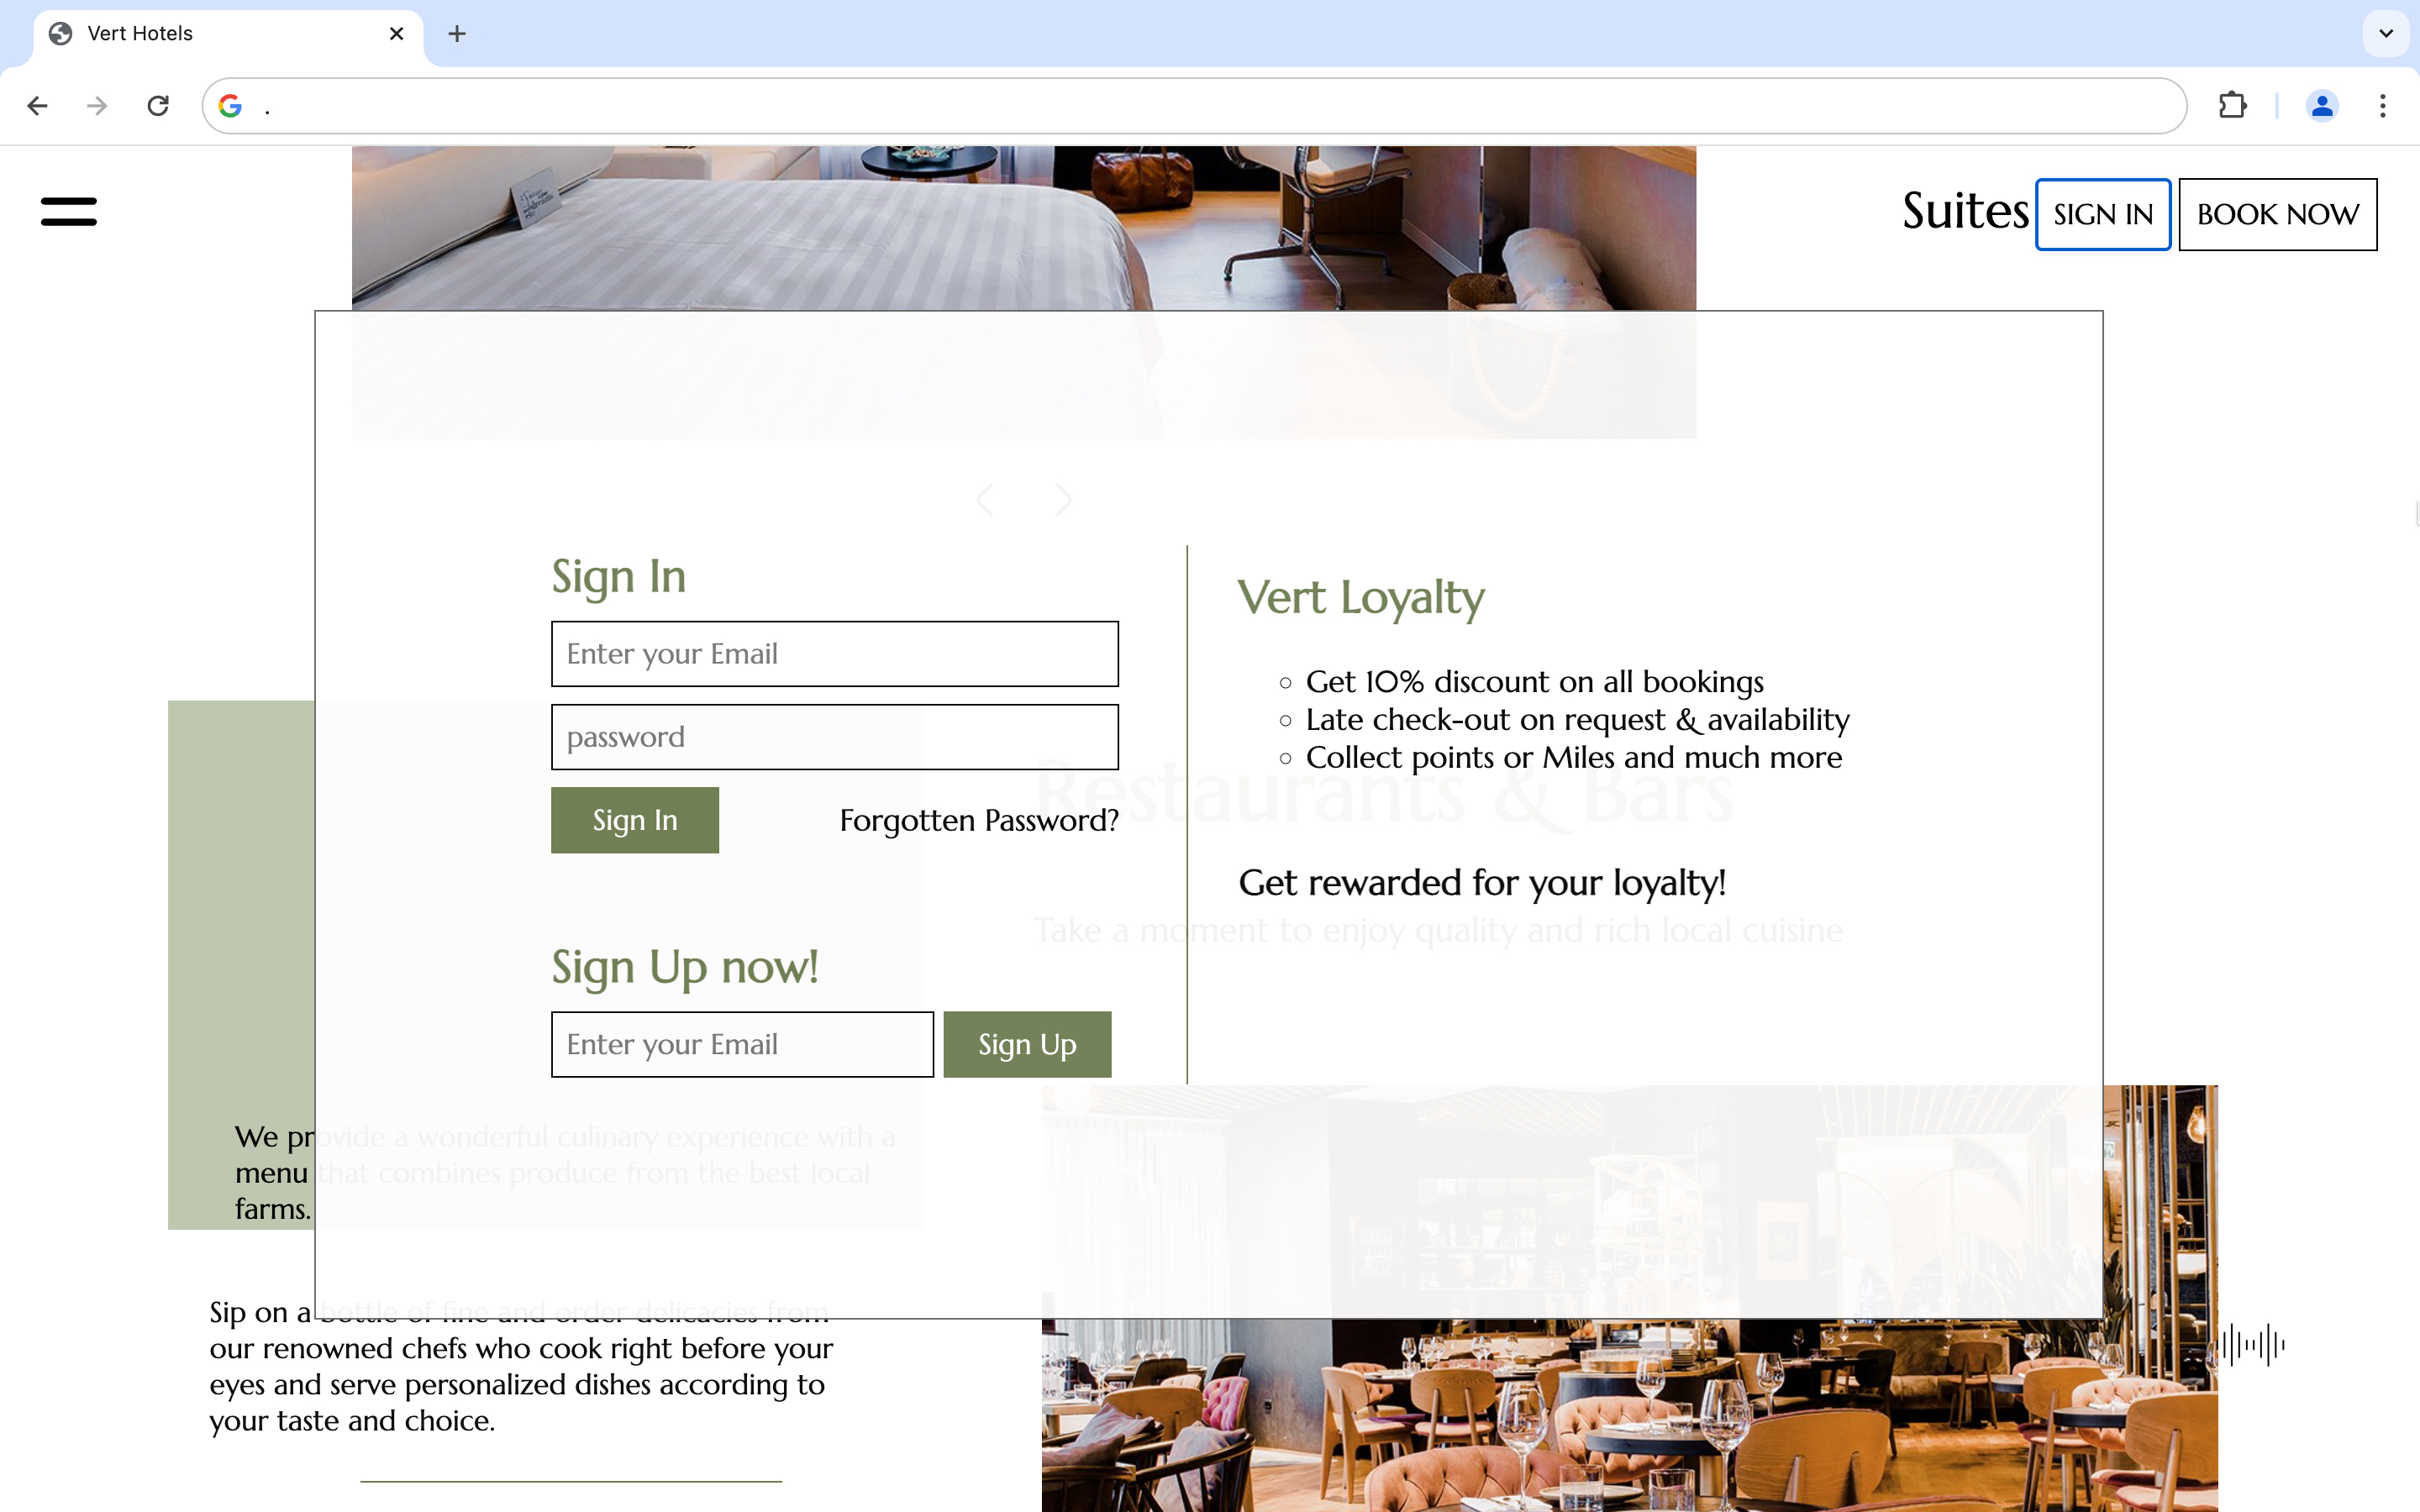 Vert Hotels
.
Suites
SIGN IN
BOOK NOW
Sign In
Enter your Email
password
Sign In
Forgotten Password?
Sign Up now!
Enter your Email
Sign Up
Vert Loyalty
Get 10% discount on all bookings
Late check-out on request & availability
Collect points or Miles and much more
Get rewarded for your loyalty!
Restaurants & Bars
Take a moment to enjoy quality and rich local cuisine
We provide a wonderful culinary experience with a
menu that combines produce from the best local
farms.
Sip on a bottle of fine and order delicacies from
our renowned chefs who cook right before your
eyes and serve personalized dishes according to
your taste and choice.